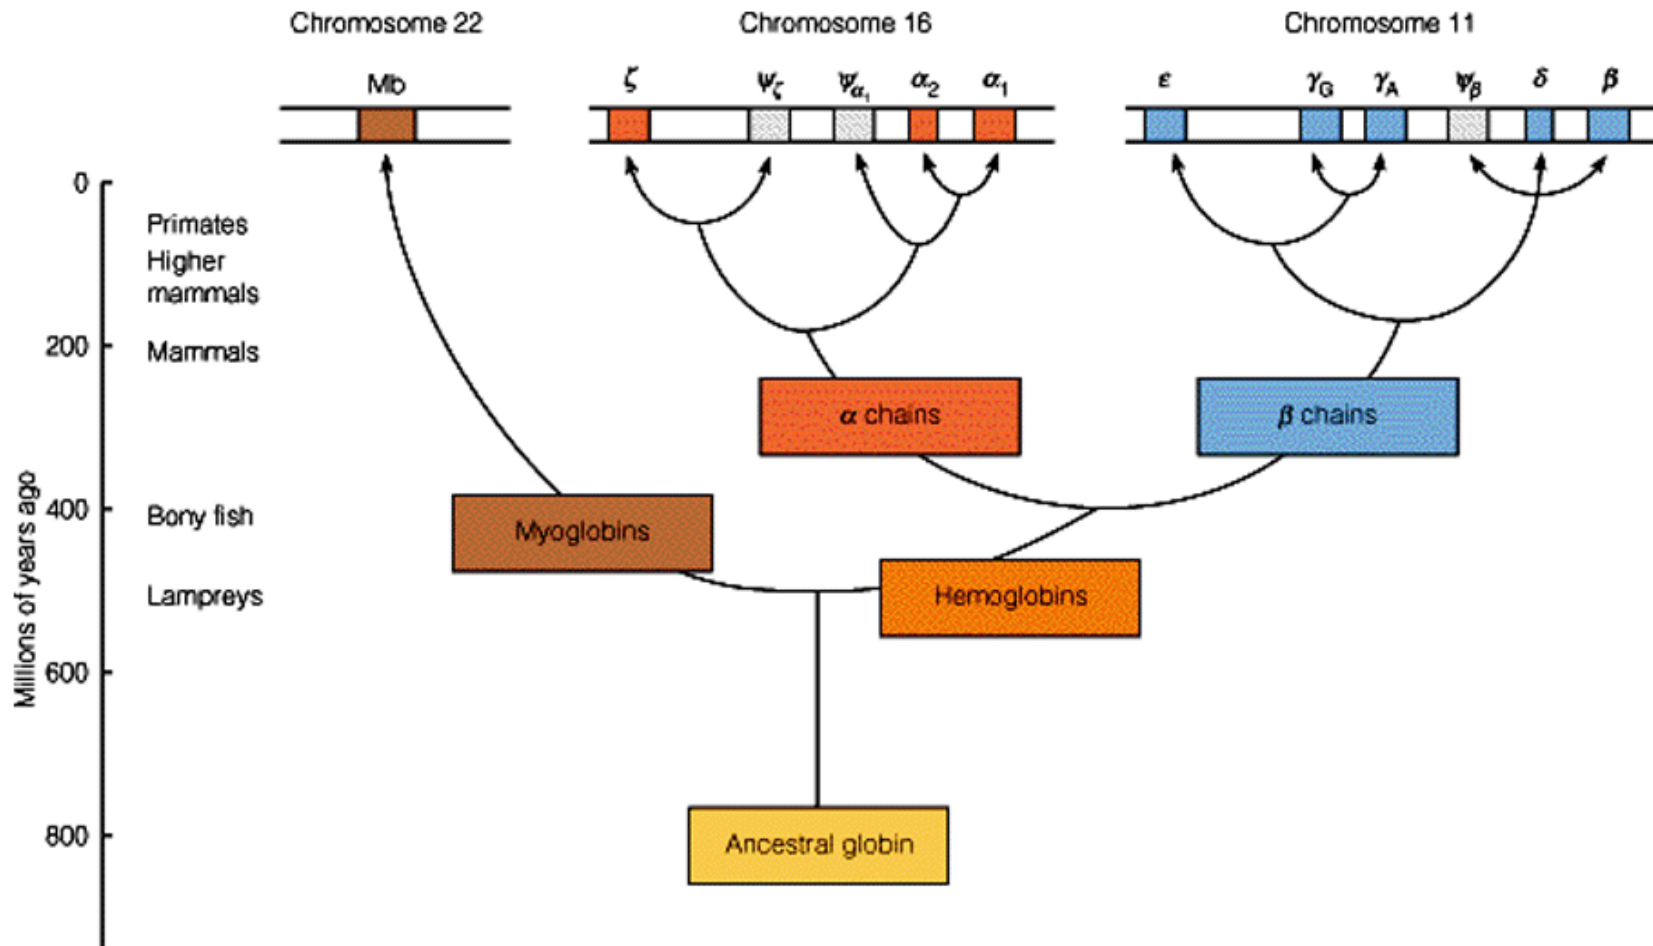 Chromosome 22 Chromosome 16 Chromosome 11
Mb ζ ψζ ψα₁ α₂ α₁ ε γG γA ψβ δ β
0
Primates
Higher
mammals
200
Mammals
α chains β chains
400
Bony fish
Myoglobins
Lampreys
Hemoglobins
Millions of years ago
600
800
Ancestral globin